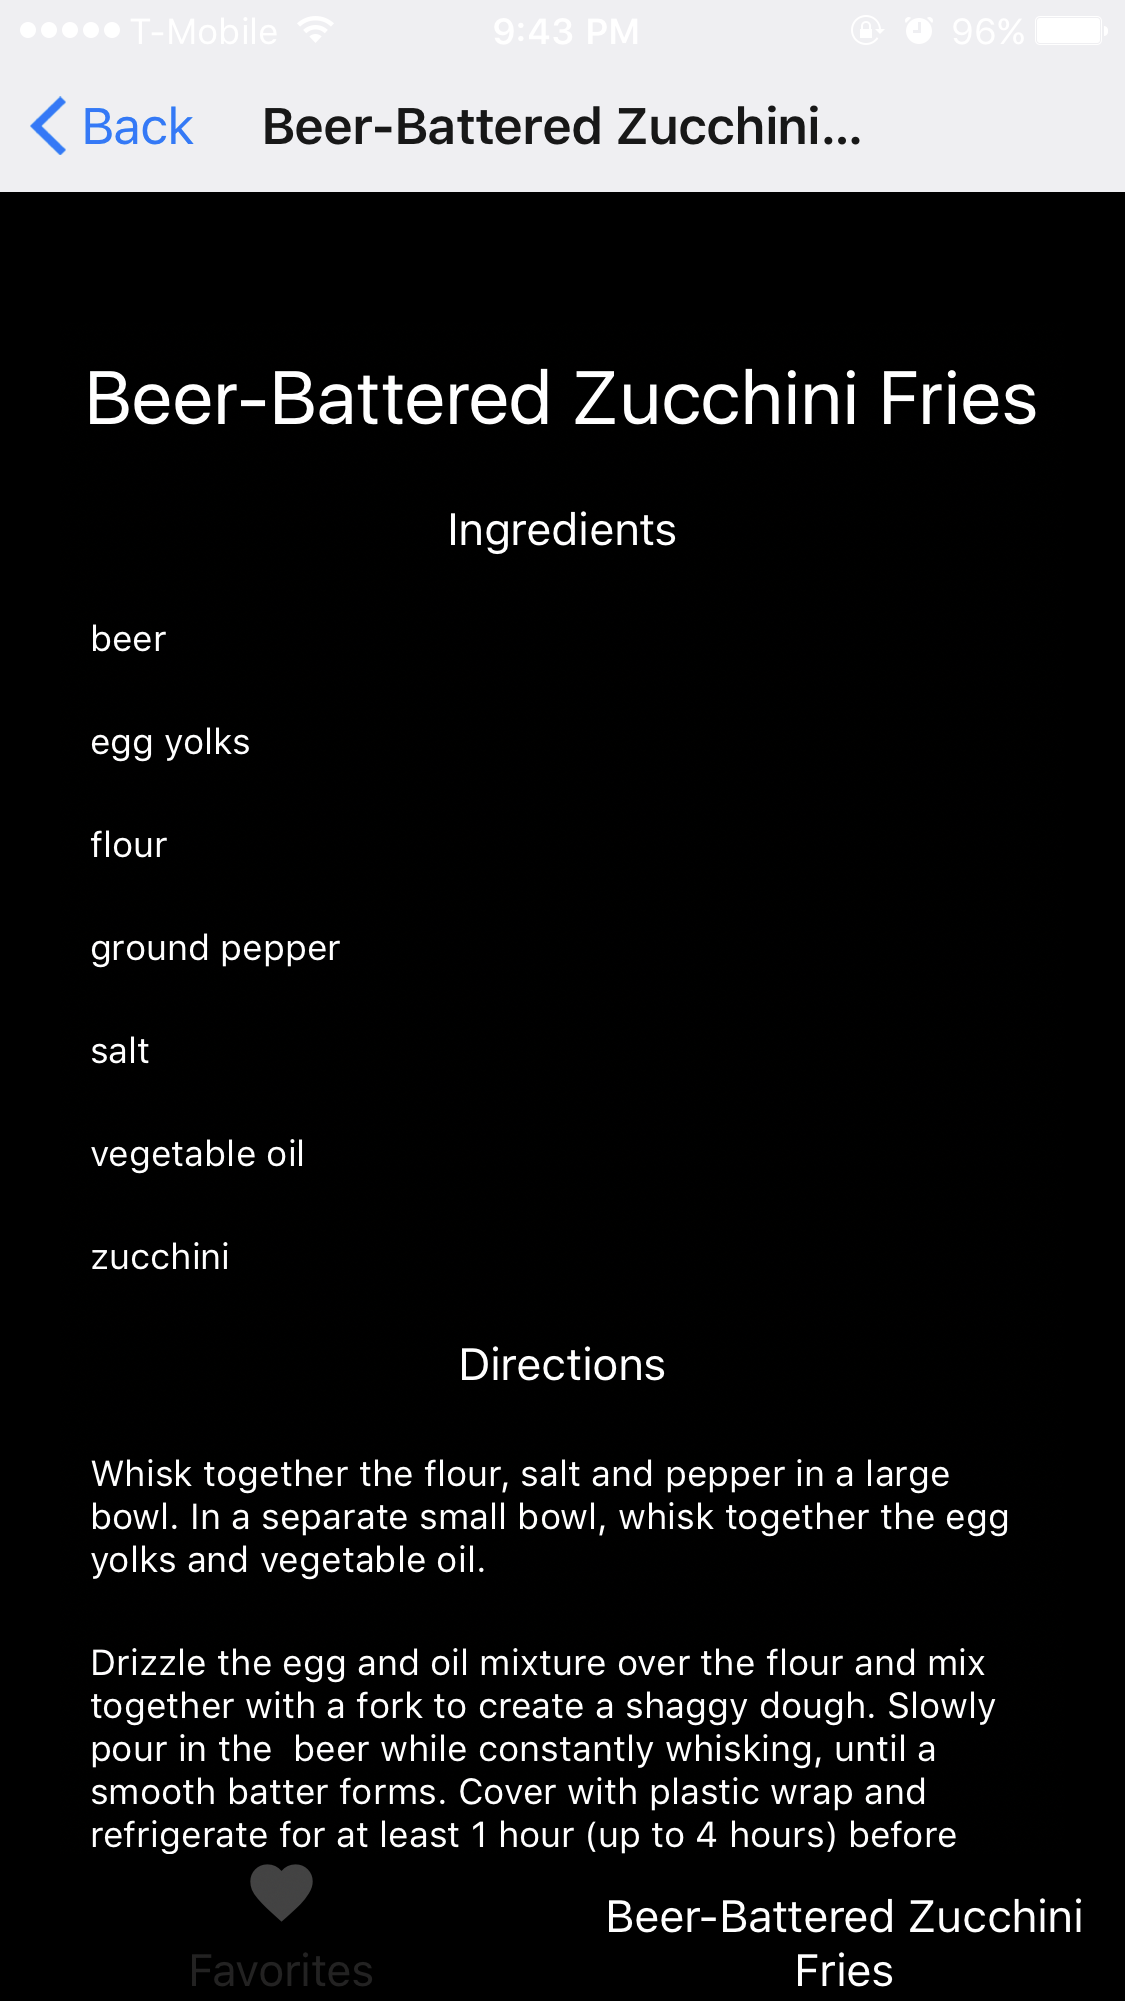 T-Mobile 9:43 PM 96%
Back Beer-Battered Zucchini...
Beer-Battered Zucchini Fries
Ingredients
beer
egg yolks
flour
ground pepper
salt
vegetable oil
zucchini
Directions
Whisk together the flour, salt and pepper in a large
bowl. In a separate small bowl, whisk together the egg
yolks and vegetable oil.
Drizzle the egg and oil mixture over the flour and mix
together with a fork to create a shaggy dough. Slowly
pour in the  beer while constantly whisking, until a
smooth batter forms. Cover with plastic wrap and
refrigerate for at least 1 hour (up to 4 hours) before
Favorites
Beer-Battered Zucchini
Fries